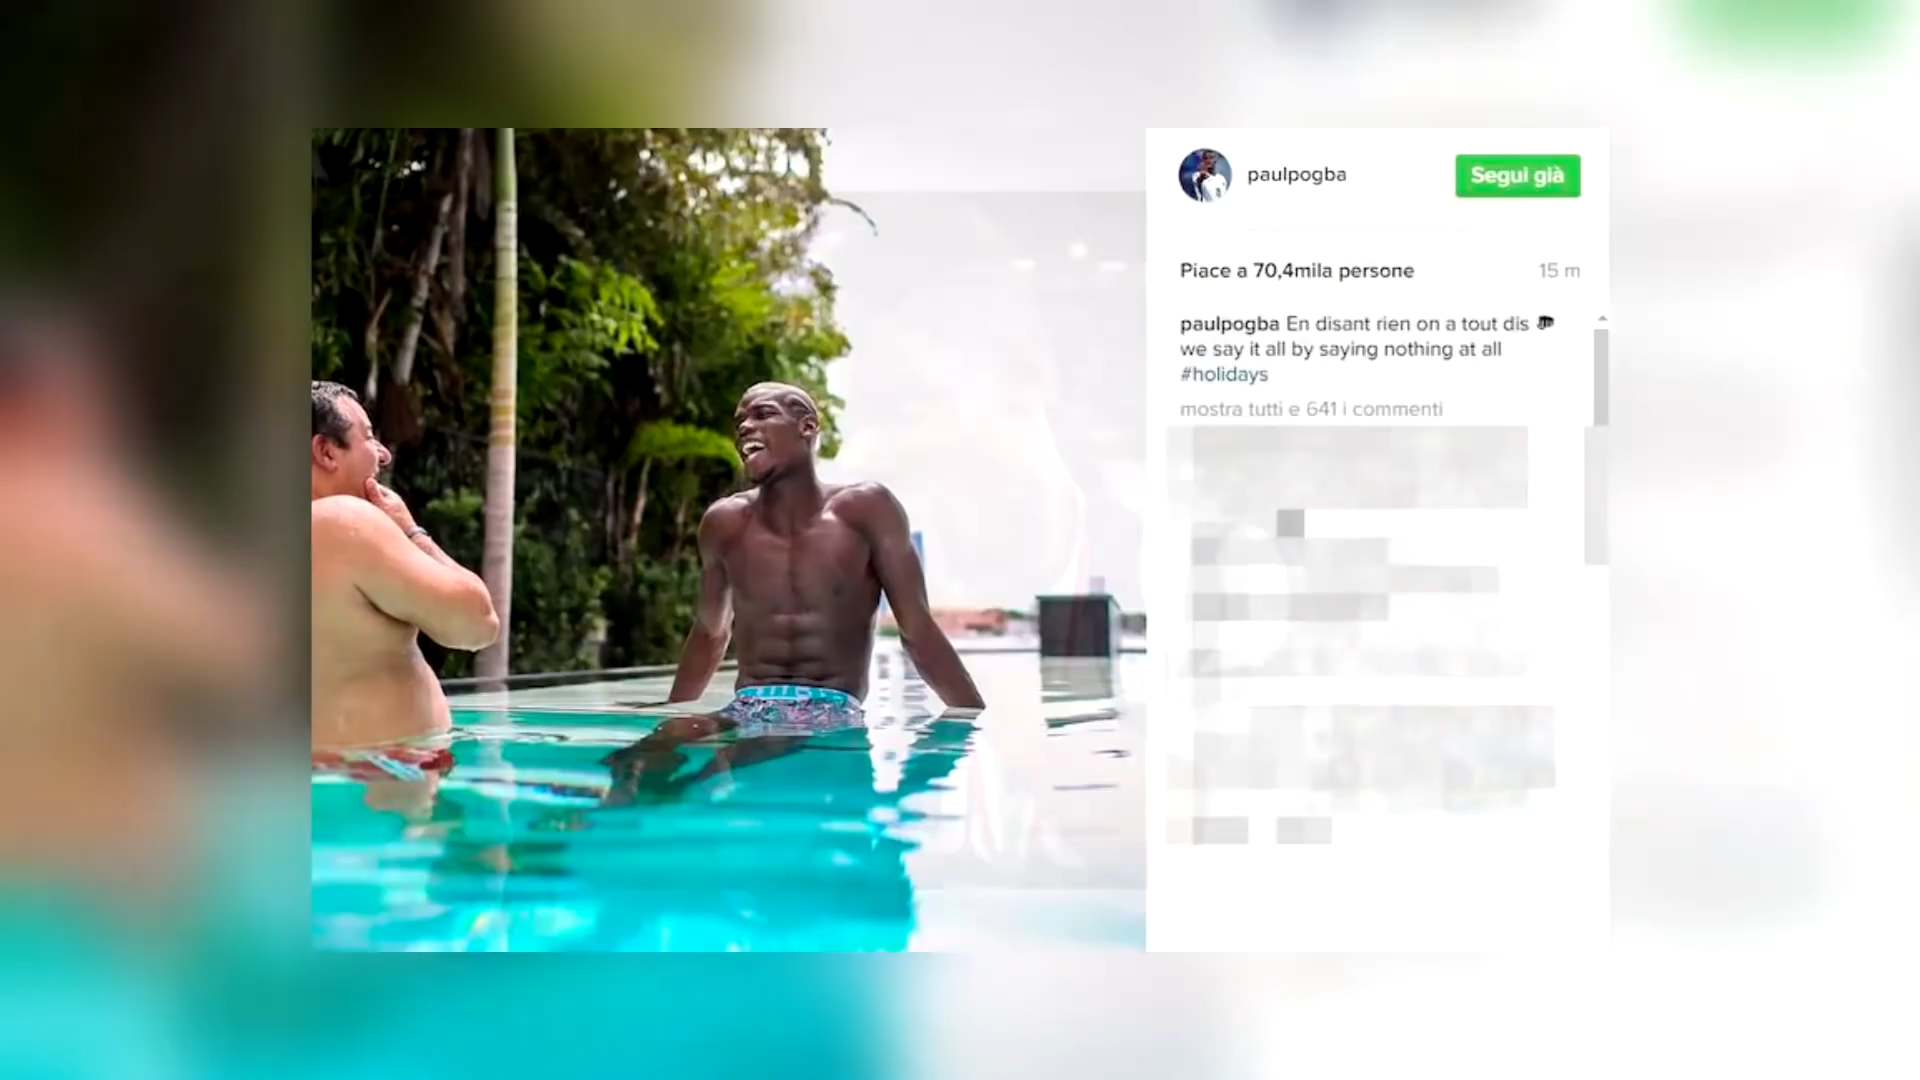 paulpogba
Segui già
Piace a 70,4mila persone
15 m
paulpogba En disant rien on a tout dis 👊🏿
we say it all by saying nothing at all
#holidays
mostra tutti e 641 i commenti